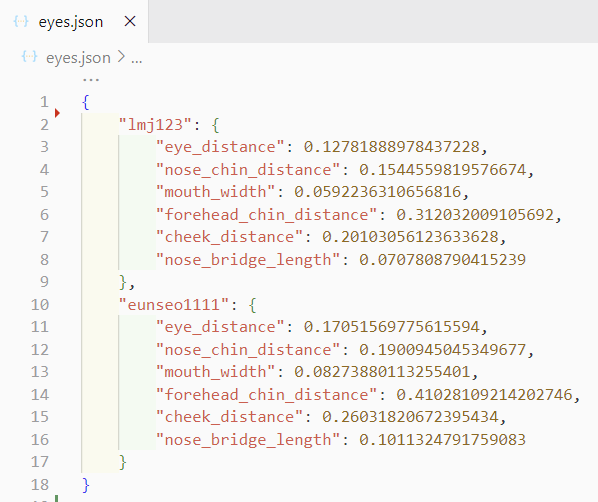 eyes.json ×
eyes.json > ...
...
1 {
2 "lmj123": {
3 "eye_distance": 0.12781888978437228,
4 "nose_chin_distance": 0.1544559819576674,
5 "mouth_width": 0.0592236310656816,
6 "forehead_chin_distance": 0.312032009105692,
7 "cheek_distance": 0.20103056123633628,
8 "nose_bridge_length": 0.0707808790415239
9 },
10 "eunseo1111": {
11 "eye_distance": 0.17051569775615594,
12 "nose_chin_distance": 0.1900945045349677,
13 "mouth_width": 0.08273880113255401,
14 "forehead_chin_distance": 0.41028109214202746,
15 "cheek_distance": 0.26031820672395434,
16 "nose_bridge_length": 0.1011324791759083
17 }
18 }